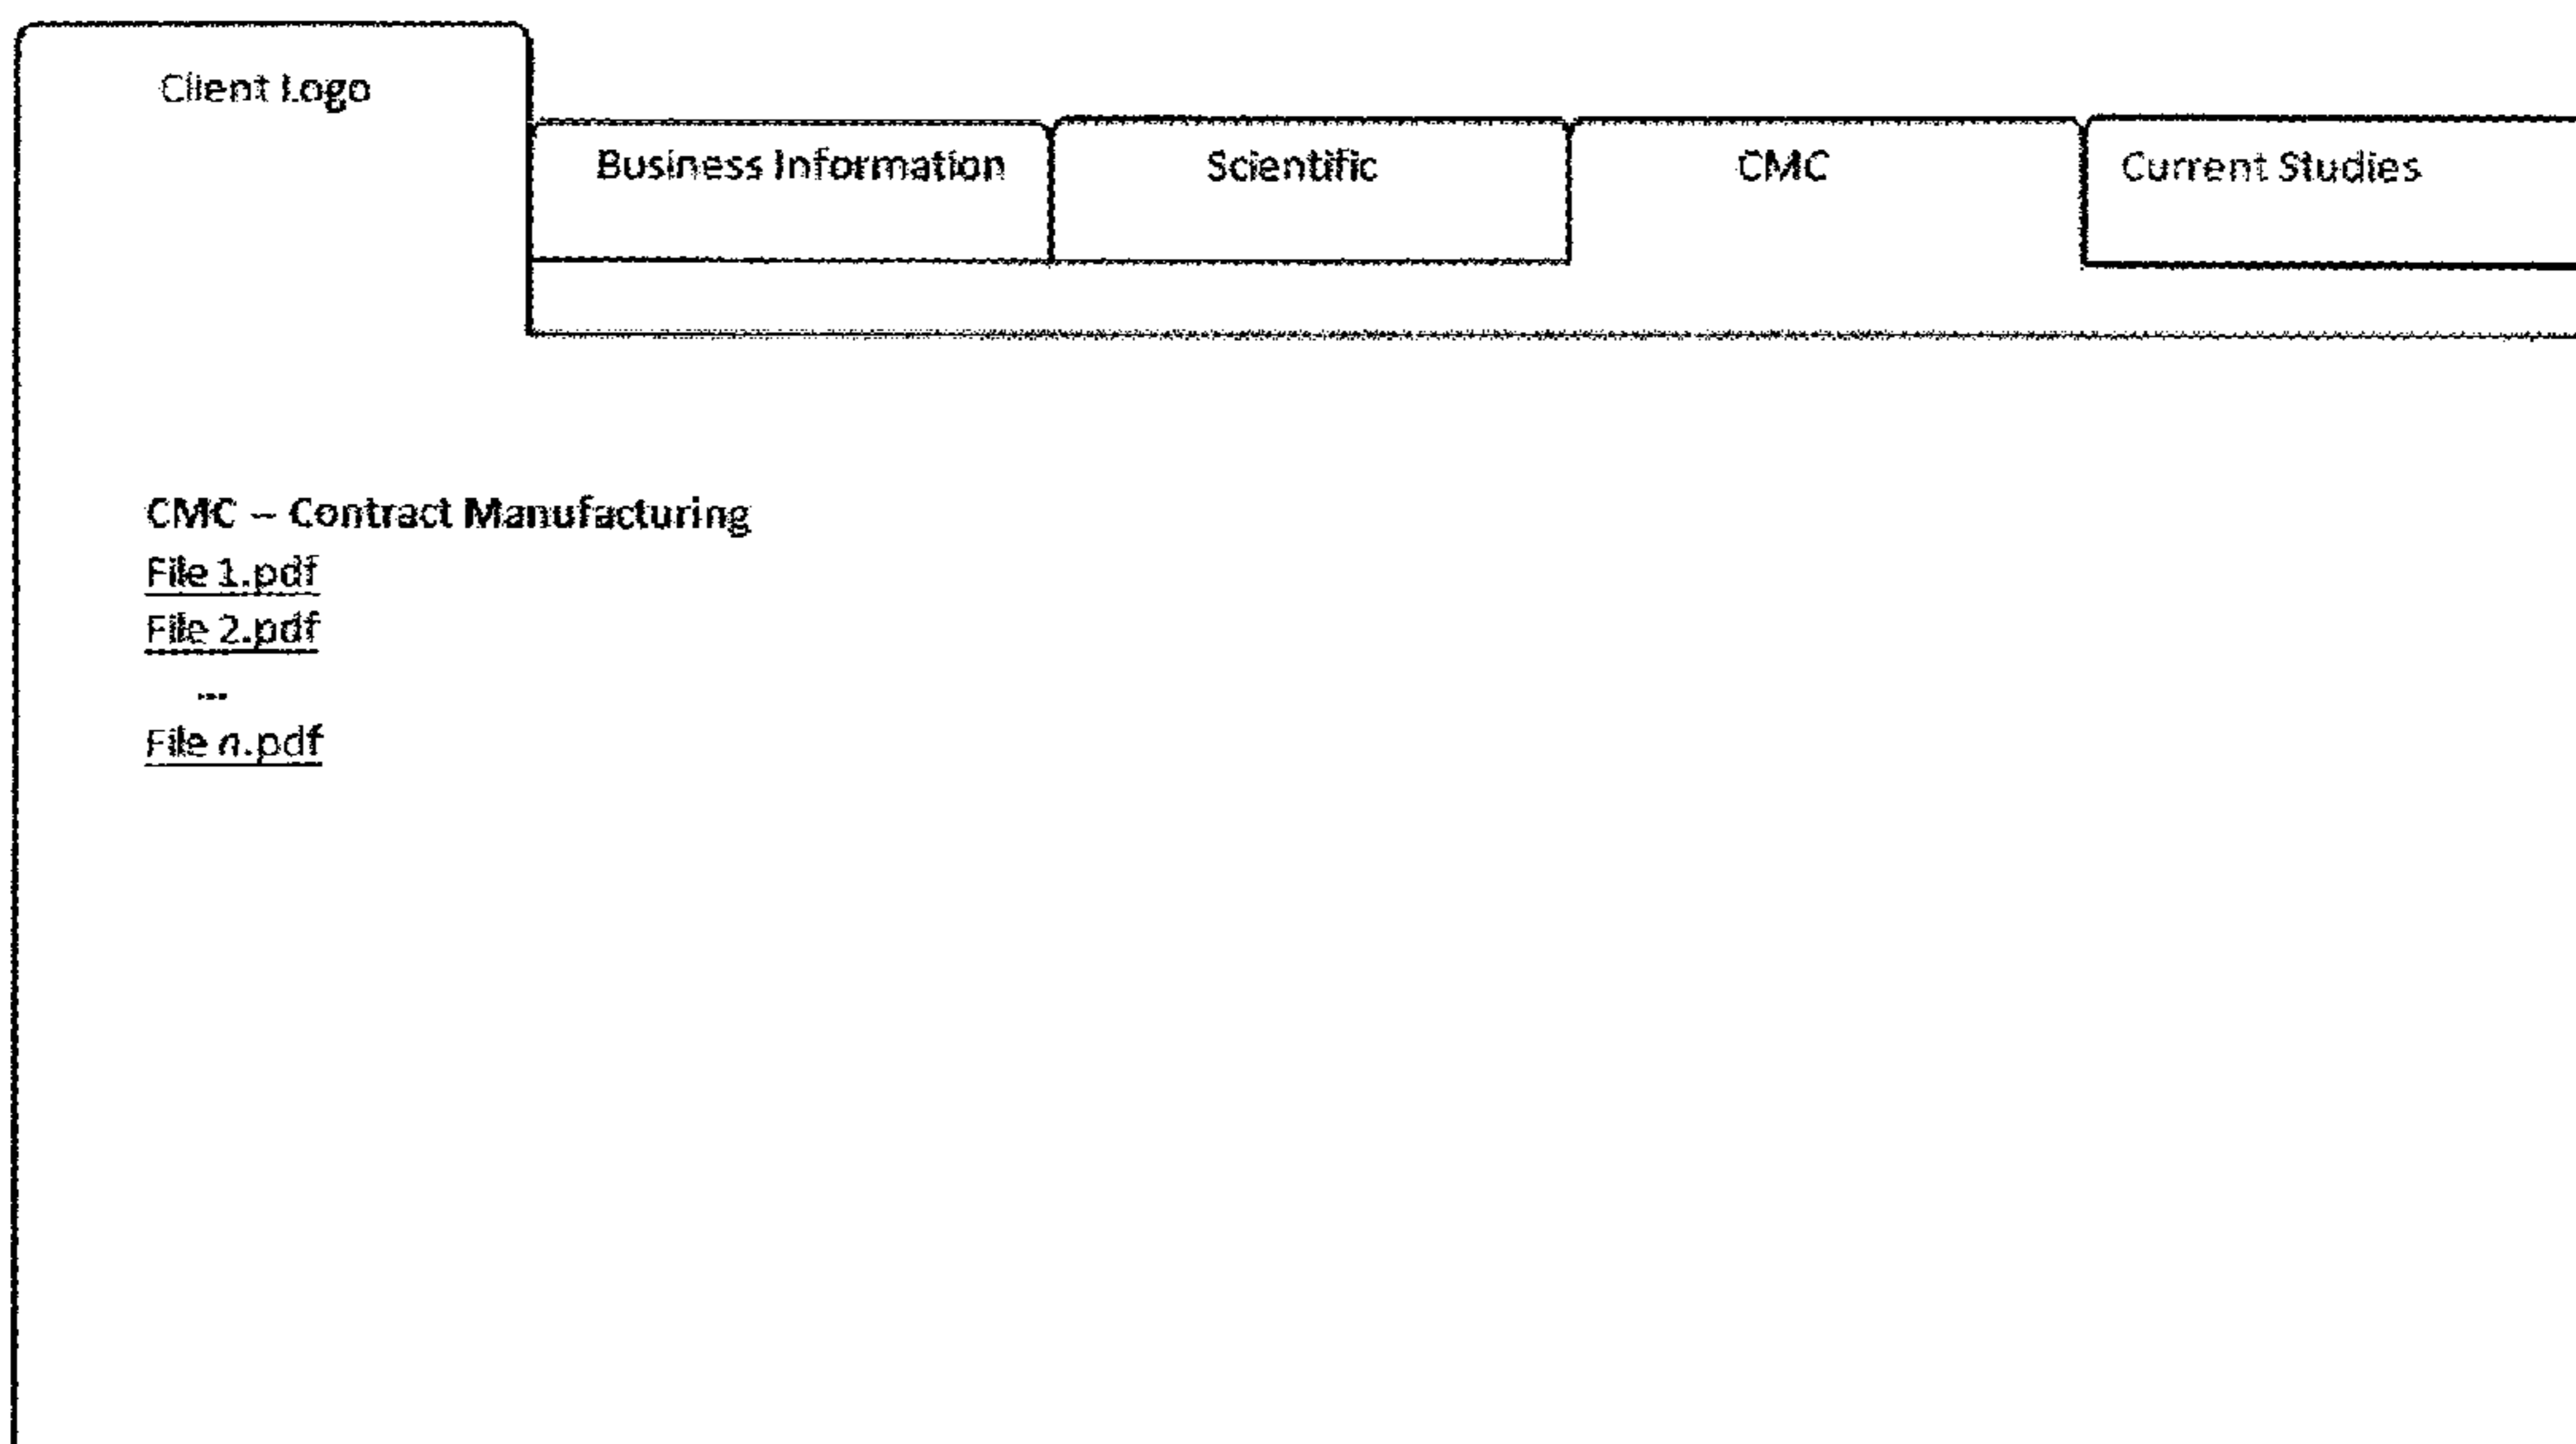 Client Logo
Business Information
Scientific
CMC
Current Studies
CMC – Contract Manufacturing
File 1.pdf
File 2.pdf
...
File n.pdf